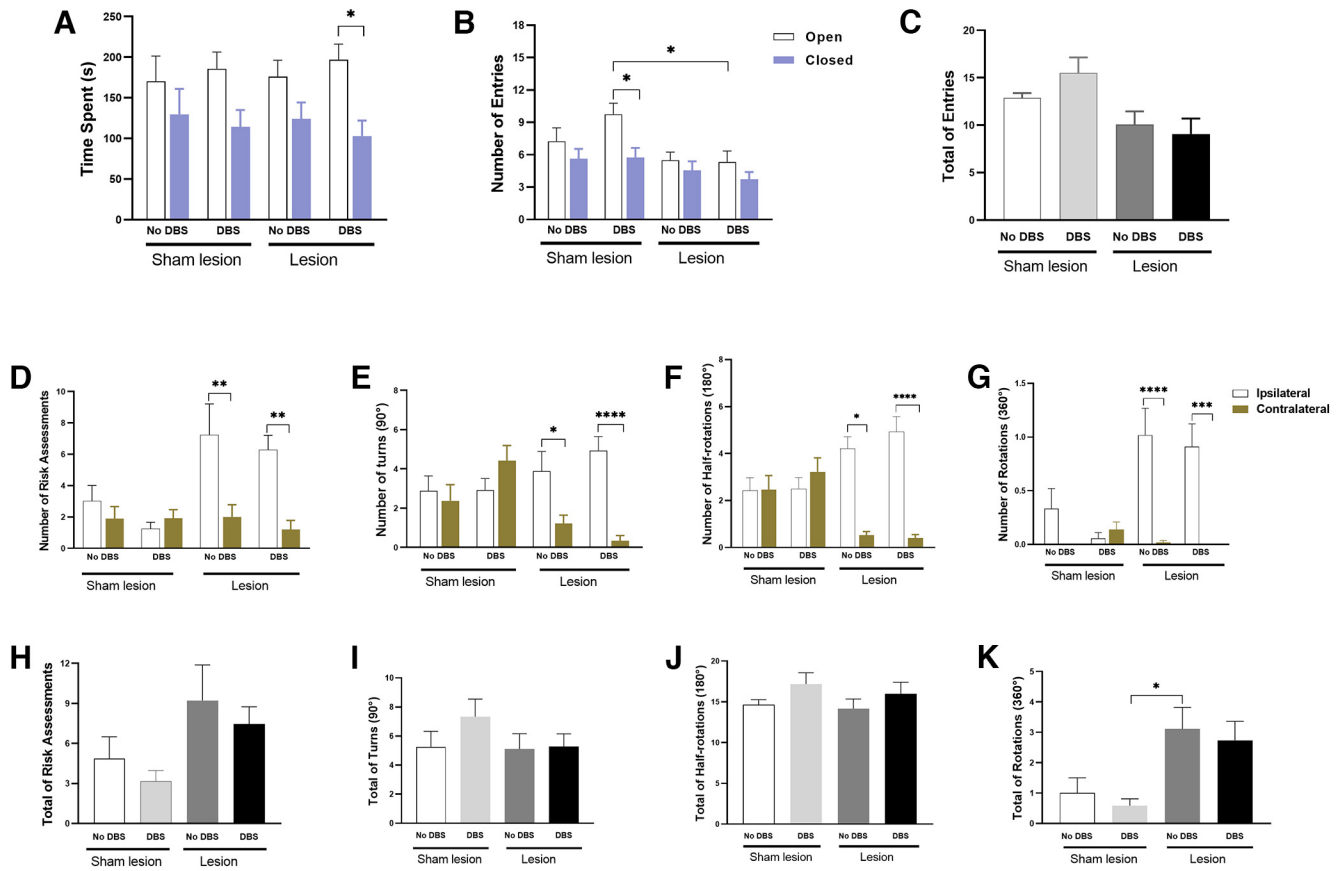 A
Time Spent (s)
250
200
150
100
50
0
*
No DBS DBS No DBS DBS
Sham lesion Lesion
B
Number of Entries
18
15
12
9
6
3
0
*
*
No DBS DBS No DBS DBS
Sham lesion Lesion
Open
Closed
C
Total of Entries
20
15
10
5
0
No DBS DBS No DBS DBS
Sham lesion Lesion
D
Number of Risk Assessments
10
8
6
4
2
0
**
**
No DBS DBS No DBS DBS
Sham lesion Lesion
E
Number of turns (90°)
8
6
4
2
0
*
****
No DBS DBS No DBS DBS
Sham lesion Lesion
F
Number of Half-rotations (180°)
8
6
4
2
0
*
****
No DBS DBS No DBS DBS
Sham lesion Lesion
G
Number of Rotations (360°)
1.5
1.0
0.5
0.0
****
***
No DBS DBS No DBS DBS
Sham lesion Lesion
Ipsilateral
Contralateral
H
Total of Risk Assessments
12
9
6
3
0
No DBS DBS No DBS DBS
Sham lesion Lesion
I
Total of Turns (90°)
10
8
6
4
2
0
No DBS DBS No DBS DBS
Sham lesion Lesion
J
Total of Half-rotations (180°)
20
15
10
15
0
No DBS DBS No DBS DBS
Sham lesion Lesion
K
Total of Rotations (360°)
5
4
3
2
1
0
*
No DBS DBS No DBS DBS
Sham lesion Lesion